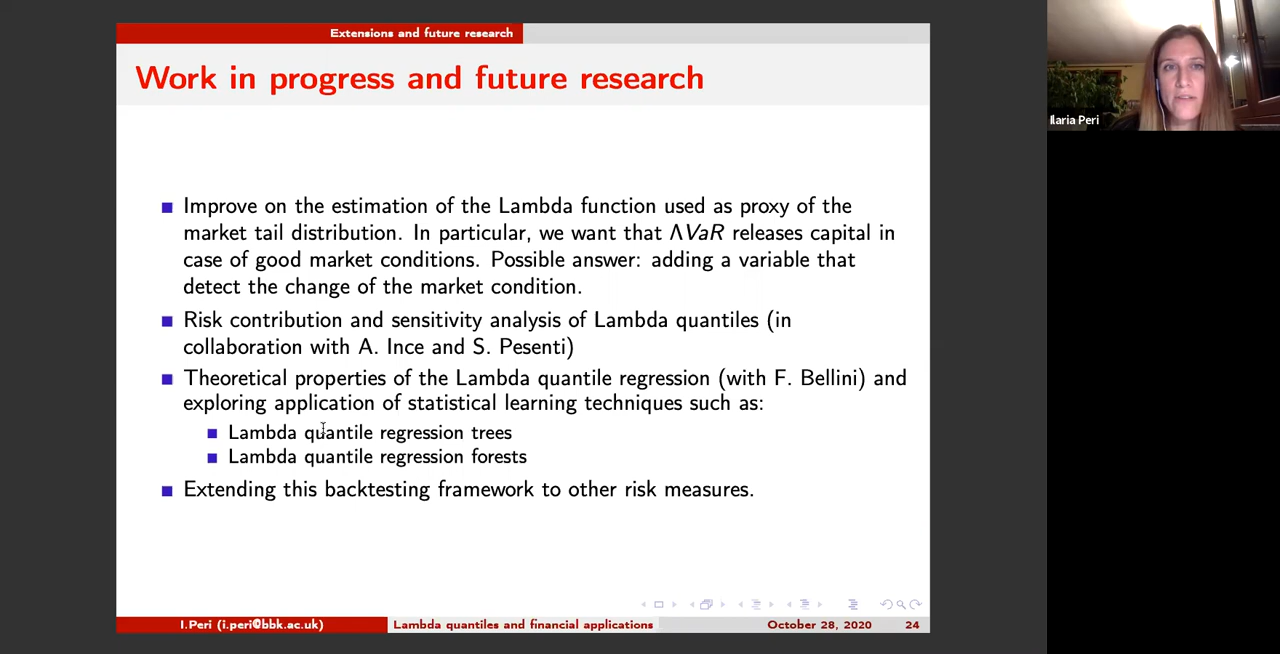 Extensions and future research
Work in progress and future research
Ilaria Peri
Improve on the estimation of the Lambda function used as proxy of the
market tail distribution. In particular, we want that ΛVaR releases capital in
case of good market conditions. Possible answer: adding a variable that
detect the change of the market condition.
Risk contribution and sensitivity analysis of Lambda quantiles (in
collaboration with A. Ince and S. Pesenti)
Theoretical properties of the Lambda quantile regression (with F. Bellini) and
exploring application of statistical learning techniques such as:
Lambda quantile regression trees
Lambda quantile regression forests
Extending this backtesting framework to other risk measures.
I.Peri (i.peri@bbk.ac.uk) Lambda quantiles and financial applications October 28, 2020 24